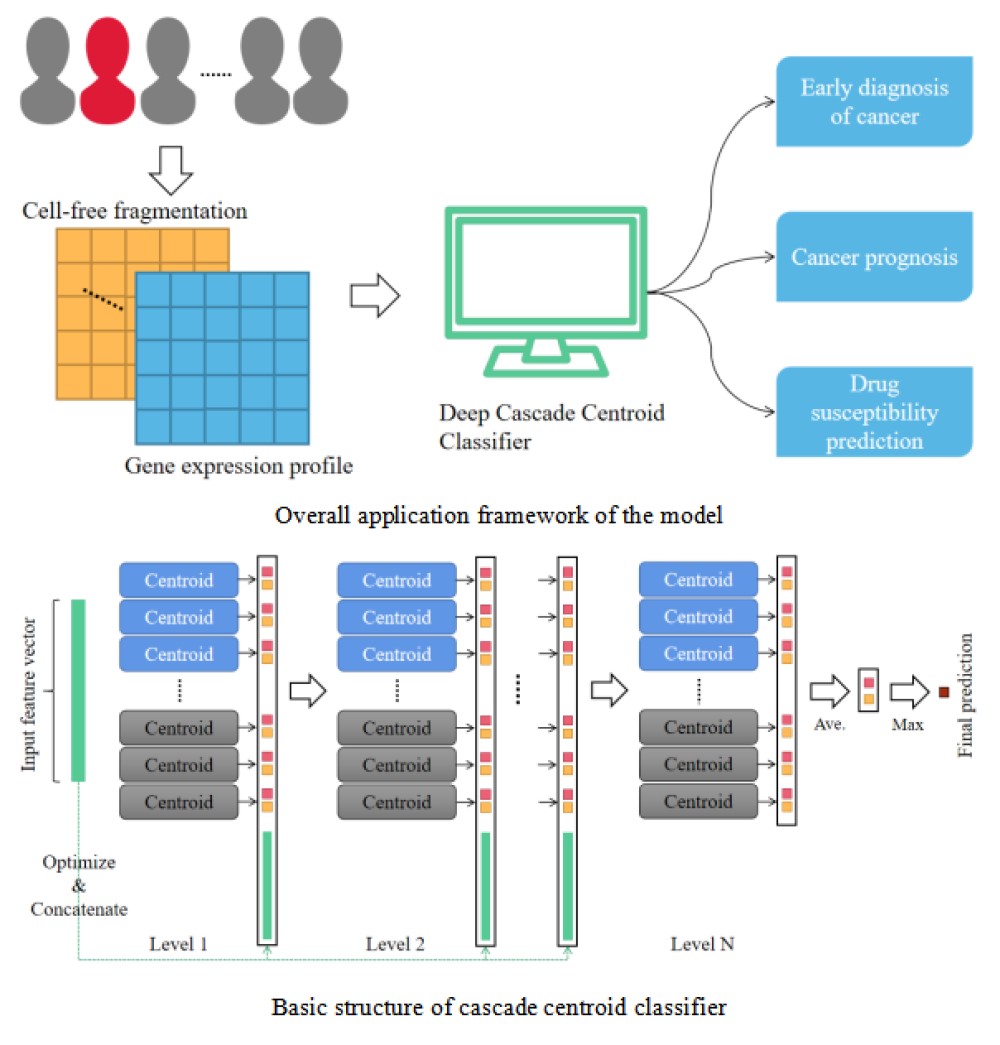 ......
Cell-free fragmentation
Gene expression profile
Deep Cascade Centroid
Classifier
Early diagnosis
of cancer
Cancer prognosis
Drug
susceptibility
prediction
Overall application framework of the model
Input feature vector
Optimize
&
Concatenate
Centroid
Centroid
Centroid
Centroid
Centroid
Centroid
Level 1
Centroid
Centroid
Centroid
Centroid
Centroid
Centroid
Level 2
Centroid
Centroid
Centroid
Centroid
Centroid
Centroid
Level N
Ave.
Max
Final prediction
Basic structure of cascade centroid classifier